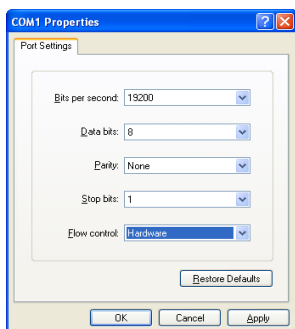 COM1 Properties
Port Settings
Bits per second: 19200
Data bits: 8
Parity: None
Stop bits: 1
Flow control: Hardware
Restore Defaults
OK Cancel Apply